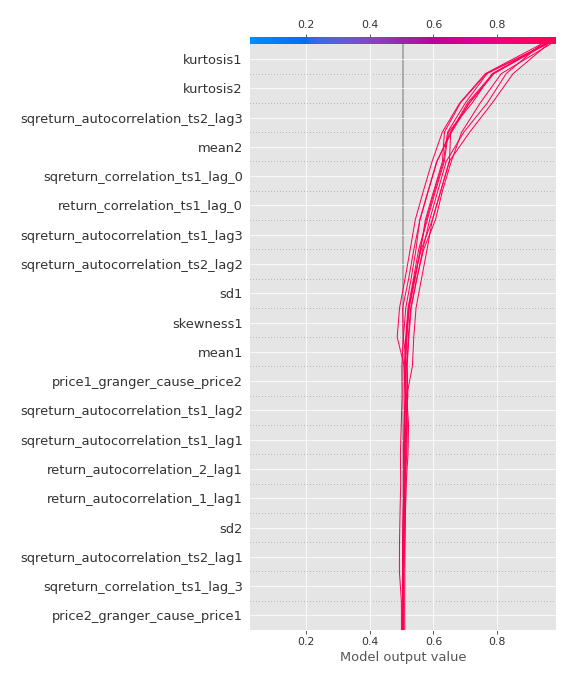 0.2 0.4 0.6 0.8
kurtosis1
kurtosis2
sqreturn_autocorrelation_ts2_lag3
mean2
sqreturn_correlation_ts1_lag_0
return_correlation_ts1_lag_0
sqreturn_autocorrelation_ts1_lag3
sqreturn_autocorrelation_ts2_lag2
sd1
skewness1
mean1
price1_granger_cause_price2
sqreturn_autocorrelation_ts1_lag2
sqreturn_autocorrelation_ts1_lag1
return_autocorrelation_2_lag1
return_autocorrelation_1_lag1
sd2
sqreturn_autocorrelation_ts2_lag1
sqreturn_correlation_ts1_lag_3
price2_granger_cause_price1
0.2 0.4 0.6 0.8
Model output value